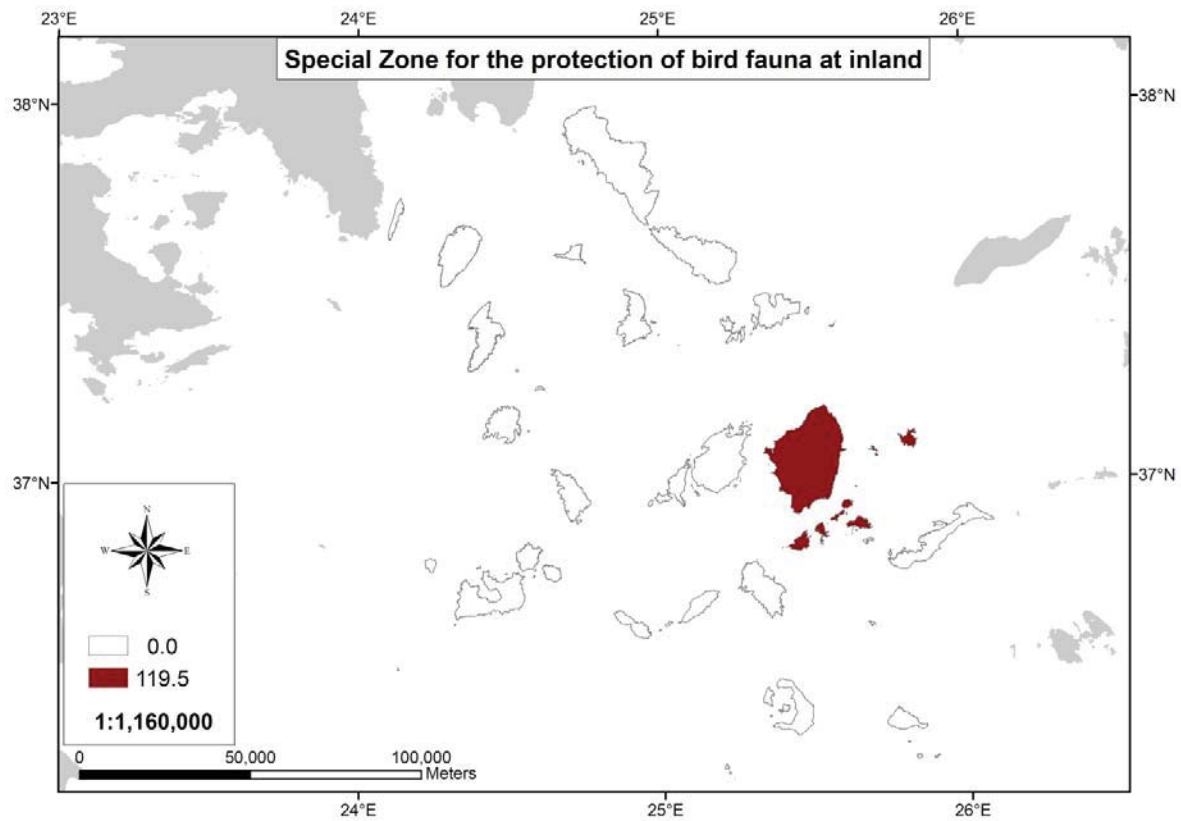 23°E 24°E 25°E 26°E
Special Zone for the protection of bird fauna at inland
38°N 38°N
37°N 37°N
N
W E
S
0.0
119.5
1:1,160,000
0 50,000 100,000
Meters
24°E 25°E 26°E